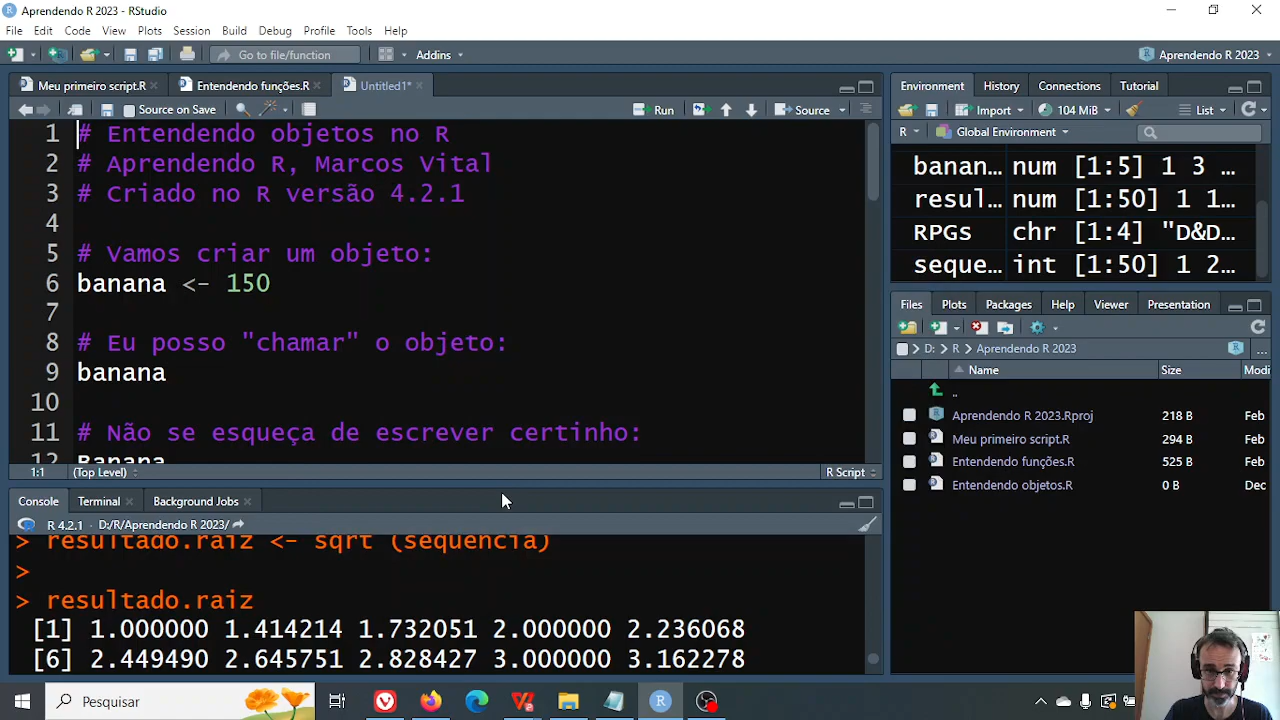 Aprendendo R 2023 - RStudio
File Edit Code View Plots Session Build Debug Profile Tools Help
Go to file/function Addins Aprendendo R 2023
Meu primeiro script.R Entendendo funções.R Untitled1*
Source on Save Run Source
1 # Entendendo objetos no R
2 # Aprendendo R, Marcos Vital
3 # Criado no R versão 4.2.1
4
5 # Vamos criar um objeto:
6 banana <- 150
7
8 # Eu posso "chamar" o objeto:
9 banana
10
11 # Não se esqueça de escrever certinho:
12 Banana
1:1 (Top Level) R Script
Console Terminal Background Jobs
R 4.2.1 · D:/R/Aprendendo R 2023/
> resultado.raiz <- sqrt (sequencia)
>
> resultado.raiz
[1] 1.000000 1.414214 1.732051 2.000000 2.236068
[6] 2.449490 2.645751 2.828427 3.000000 3.162278
Environment History Connections Tutorial
Import 104 MiB List
R Global Environment
banan… num [1:5] 1 3 …
resul… num [1:50] 1 1…
RPGs chr [1:4] "D&D…
seque… int [1:50] 1 2…
Files Plots Packages Help Viewer Presentation
D: R Aprendendo R 2023 ...
Name Size Modi
..
Aprendendo R 2023.Rproj 218 B Feb
Meu primeiro script.R 294 B Feb
Entendendo funções.R 525 B Feb
Entendendo objetos.R 0 B Dec
Pesquisar